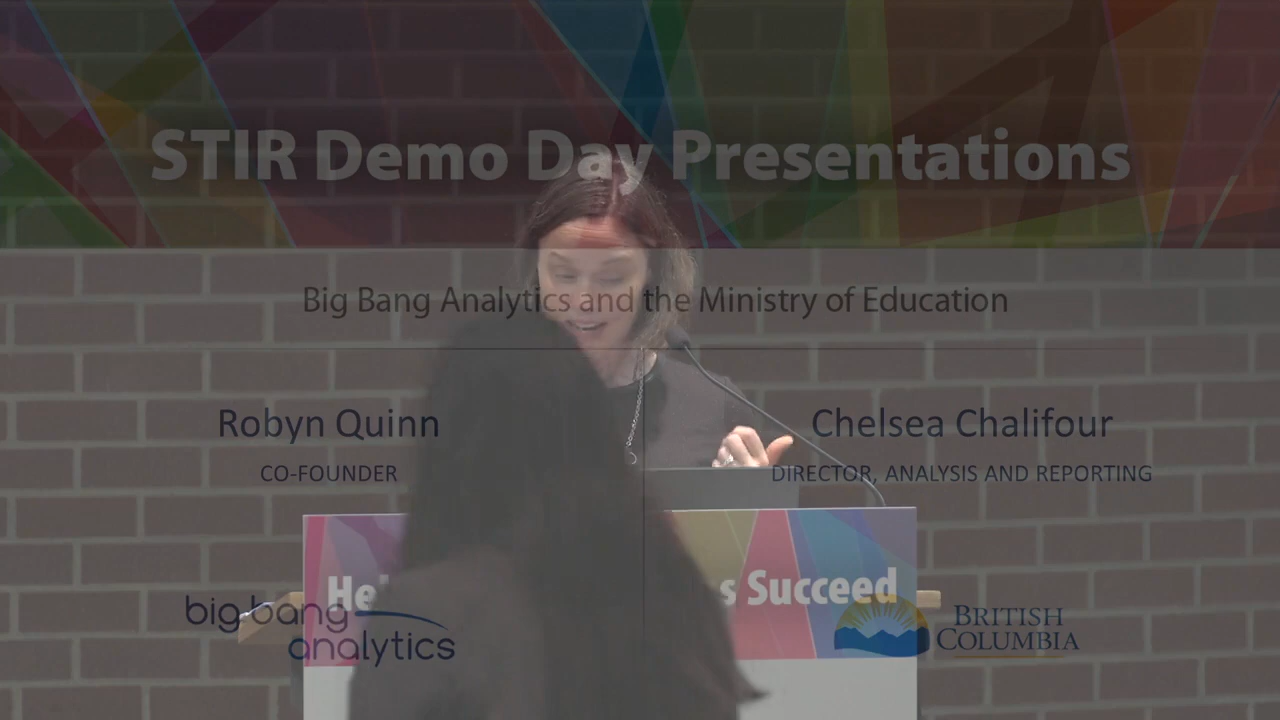 STIR Demo Day Presentations
Big Bang Analytics and the Ministry of Education
Robyn Quinn
Chelsea Chalifour
CO-FOUNDER
DIRECTOR, ANALYSIS AND REPORTING
s Succeed
big bang
analytics
BRITISH
COLUMBIA